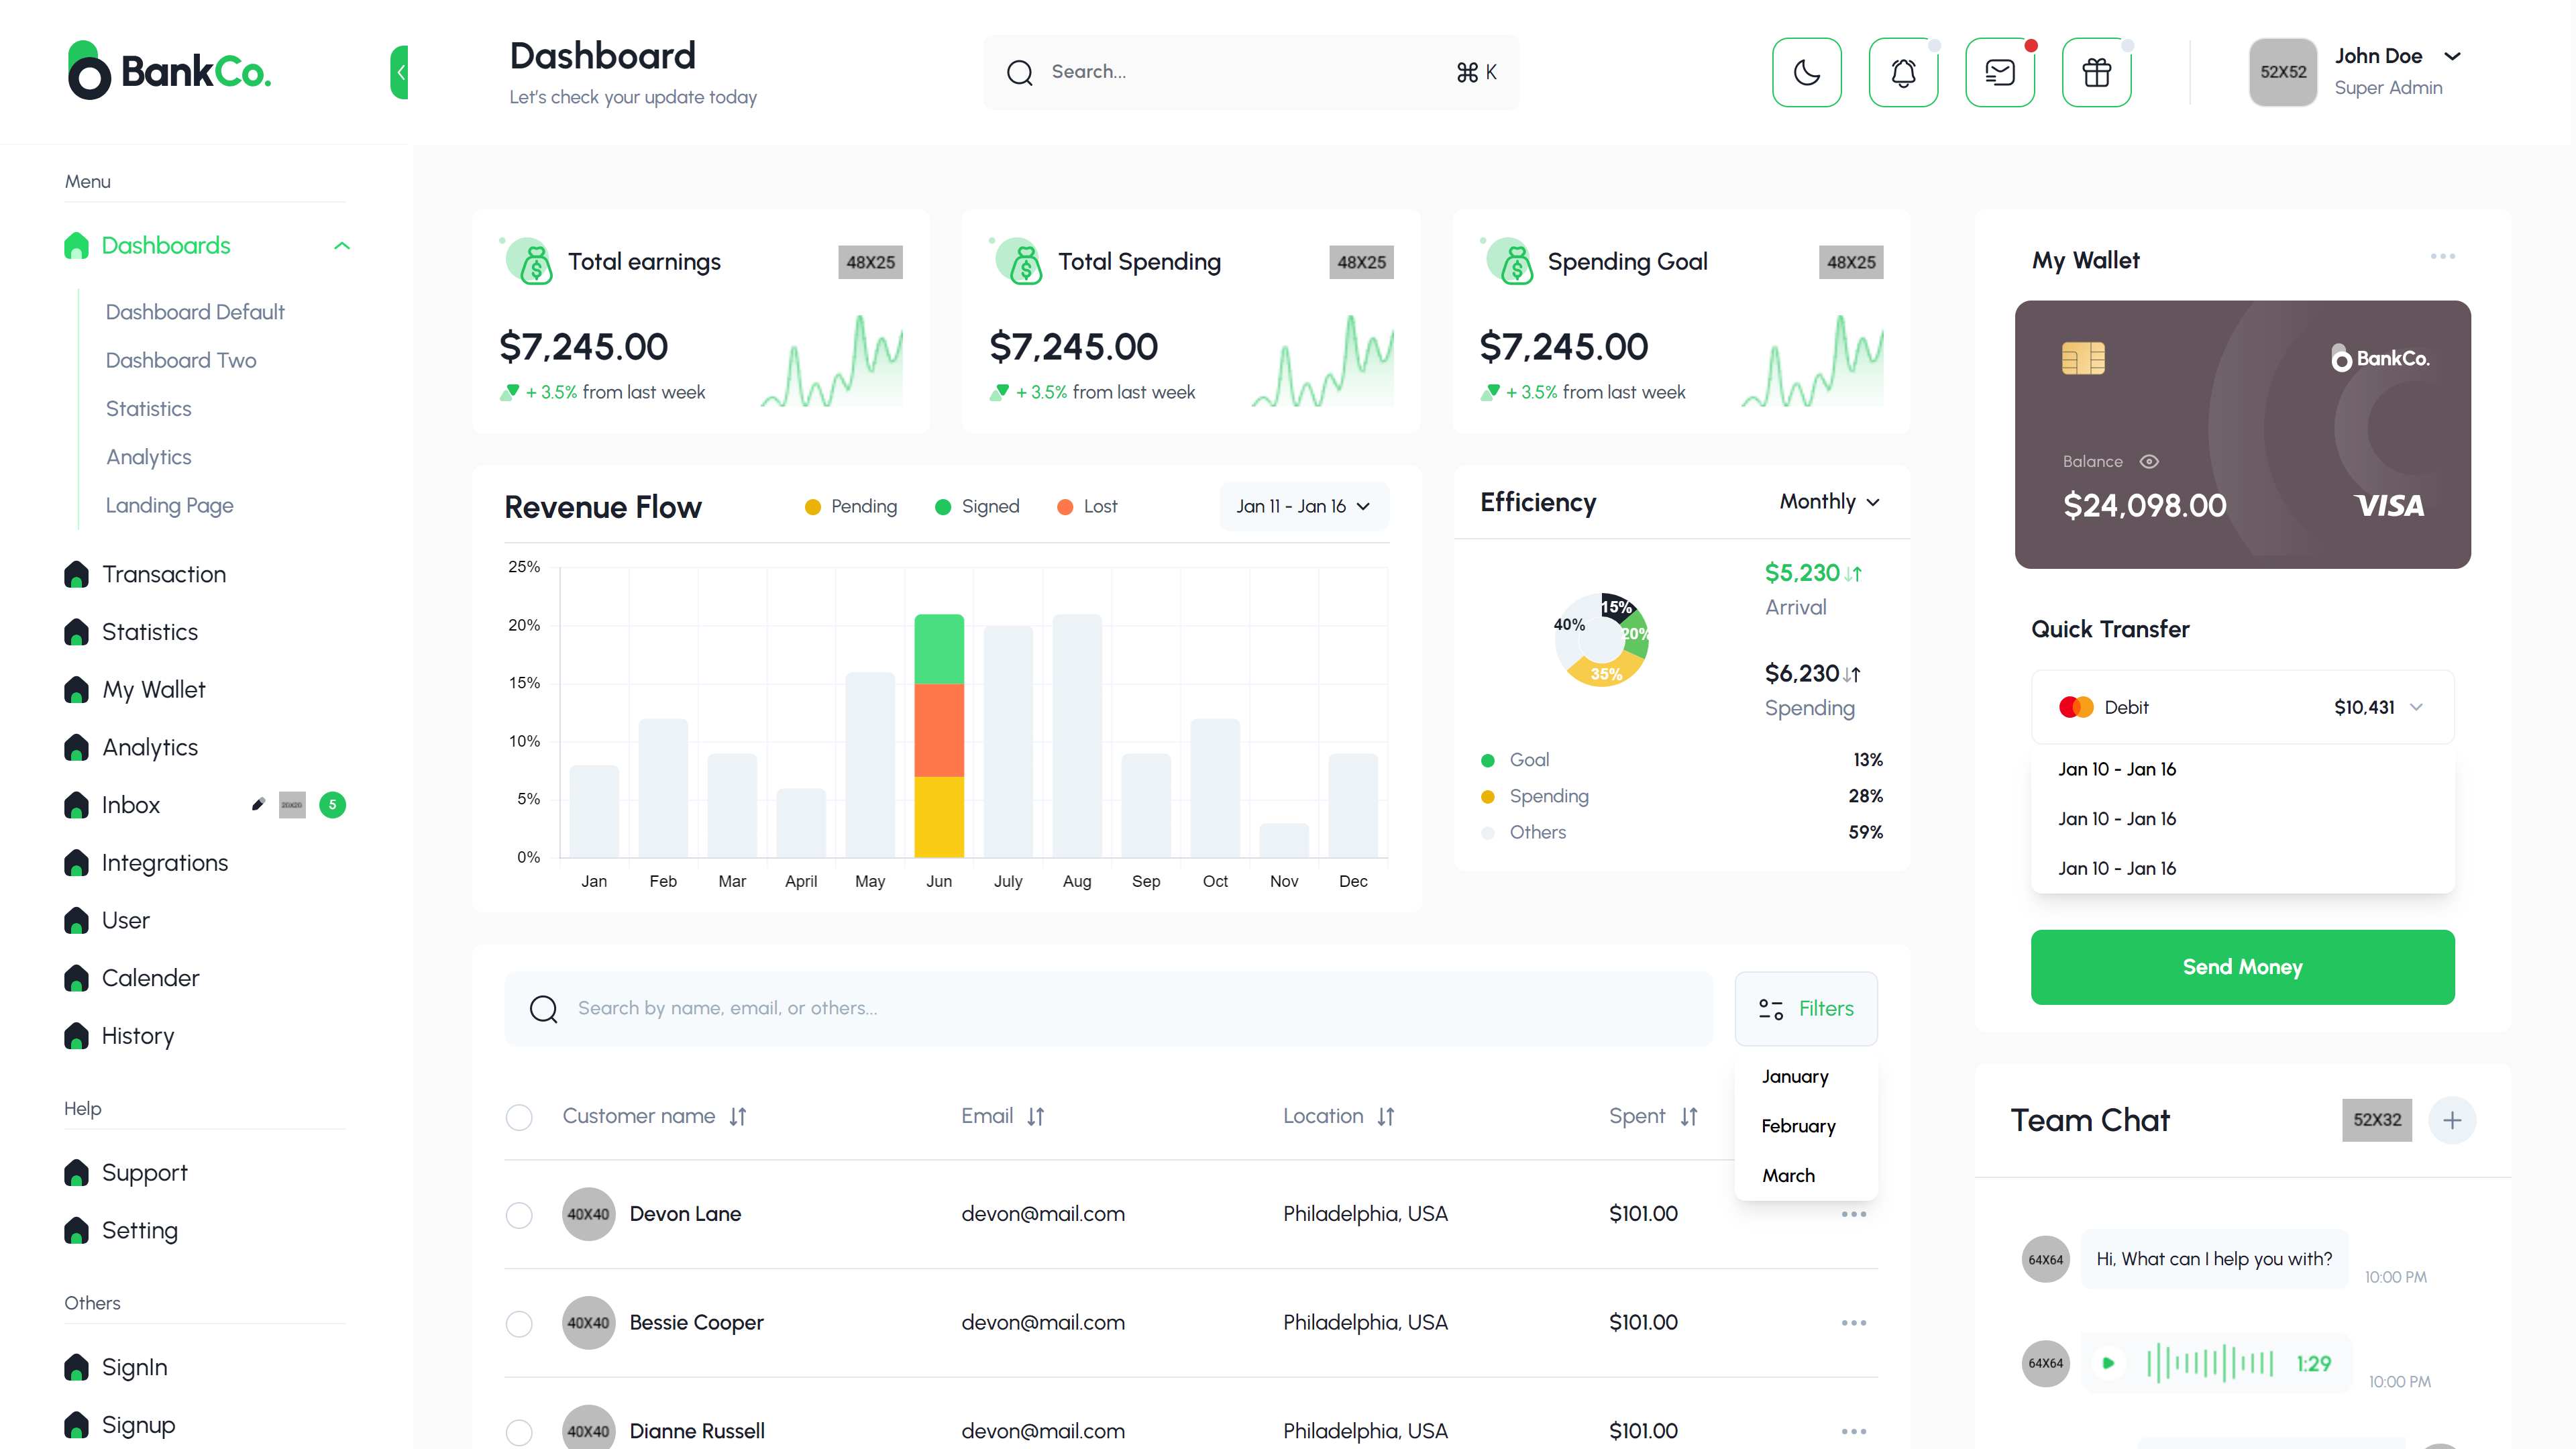 BankCo.
Dashboard
Let's check your update today
Search...
⌘ K
52X52
John Doe
Super Admin
Menu
Dashboards
Dashboard Default
Dashboard Two
Statistics
Analytics
Landing Page
Transaction
Statistics
My Wallet
Analytics
Inbox
5
Integrations
User
Calender
History
Help
Support
Setting
Others
SignIn
Signup
Total earnings
48X25
$7,245.00
+ 3.5% from last week
Total Spending
48X25
$7,245.00
+ 3.5% from last week
Spending Goal
48X25
$7,245.00
+ 3.5% from last week
Revenue Flow
Pending
Signed
Lost
Jan 11 - Jan 16
25%
20%
15%
10%
5%
0%
Jan Feb Mar April May Jun July Aug Sep Oct Nov Dec
Efficiency
Monthly
15%
20%
35%
40%
$5,230
Arrival
$6,230
Spending
Goal 13%
Spending 28%
Others 59%
Search by name, email, or others...
Filters
January
February
March
Customer name Email Location Spent
40X40 Devon Lane devon@mail.com Philadelphia, USA $101.00
40X40 Bessie Cooper devon@mail.com Philadelphia, USA $101.00
40X40 Dianne Russell devon@mail.com Philadelphia, USA $101.00
My Wallet
BankCo.
Balance
$24,098.00
VISA
Quick Transfer
Debit $10,431
Jan 10 - Jan 16
Jan 10 - Jan 16
Jan 10 - Jan 16
Send Money
Team Chat
52X32
64X64
Hi, What can I help you with?
10:00 PM
64X64
1:29
10:00 PM